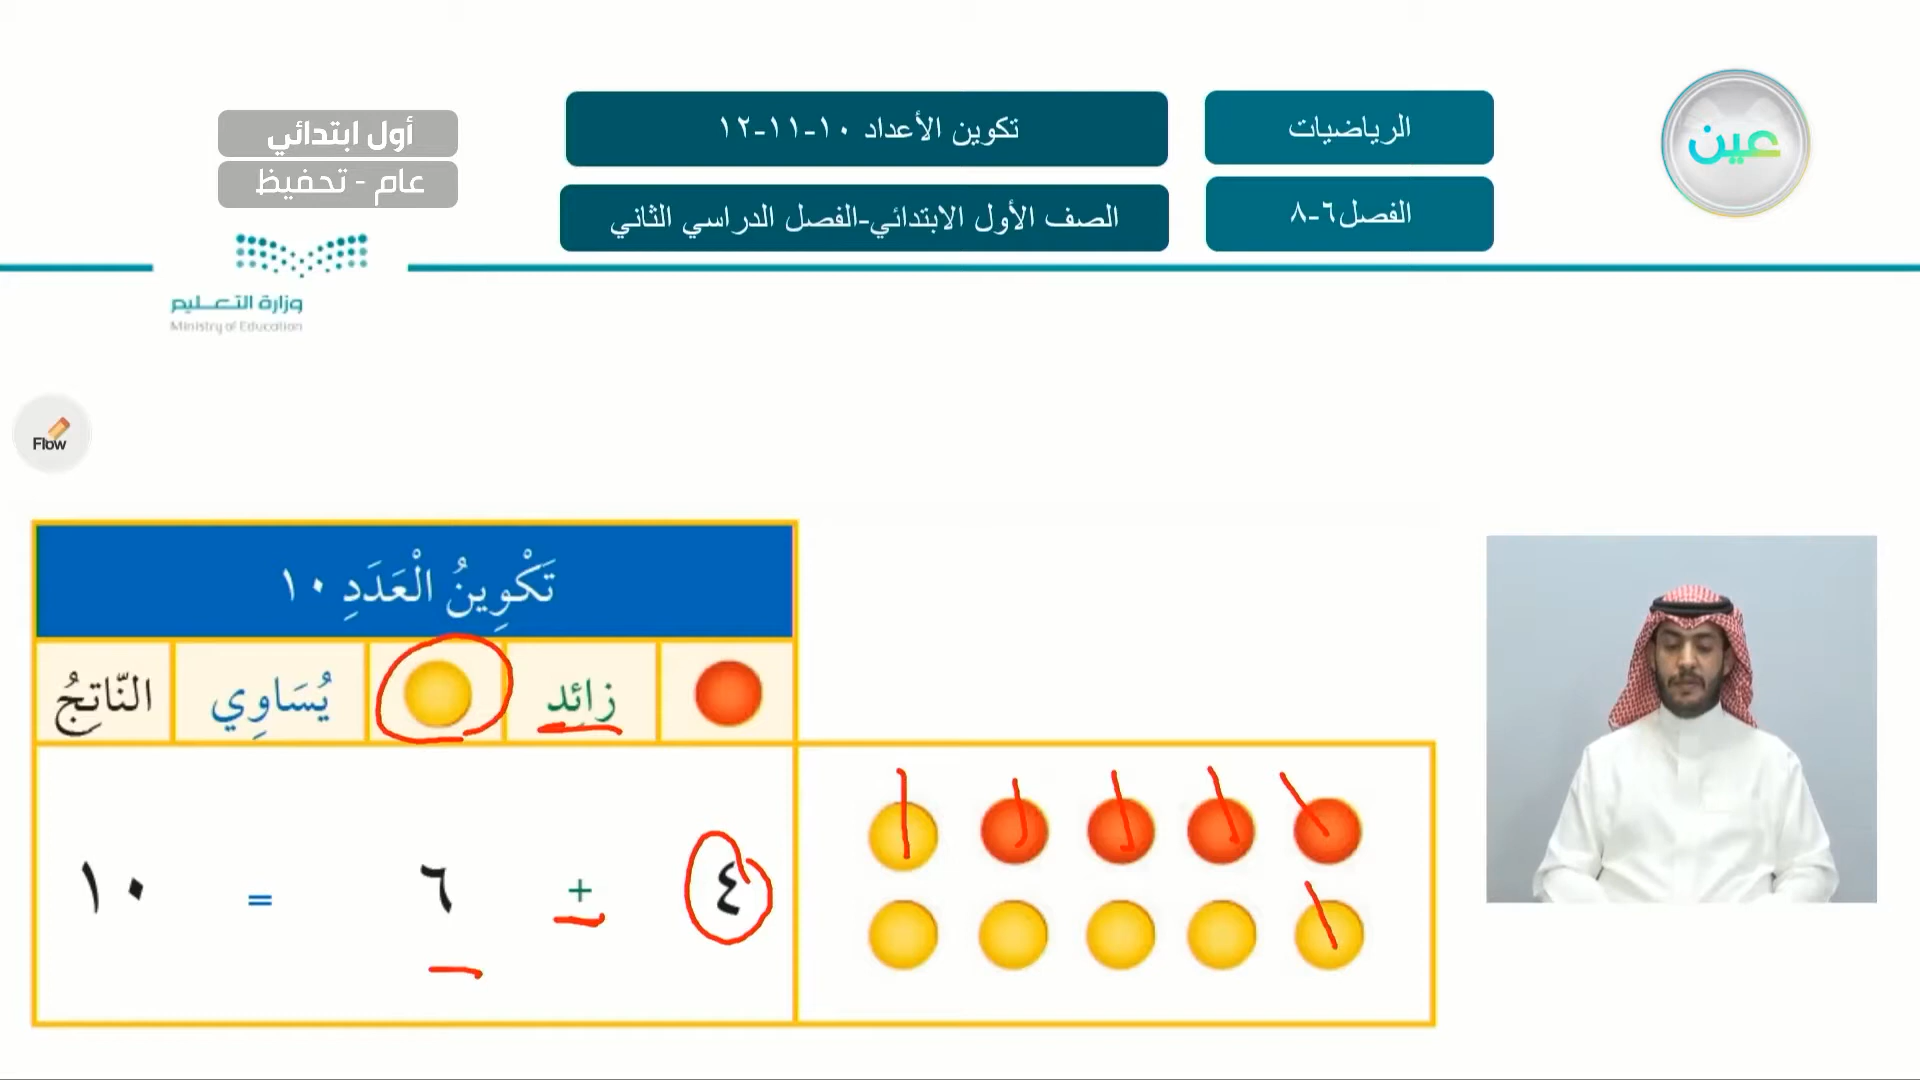 عين
الرياضيات
تكوين الأعداد ١٠-١١-١٢
أول ابتدائي
الفصل٦-٨
الصف الأول الابتدائي-الفصل الدراسي الثاني
عام - تحفيظ
وزارة التعليم
Ministry of Education
Flow
تَكْوِينُ الْعَدَدِ ١٠
زائِد يُسَاوِي النّاتِجُ
٤ + ٦ = ١٠